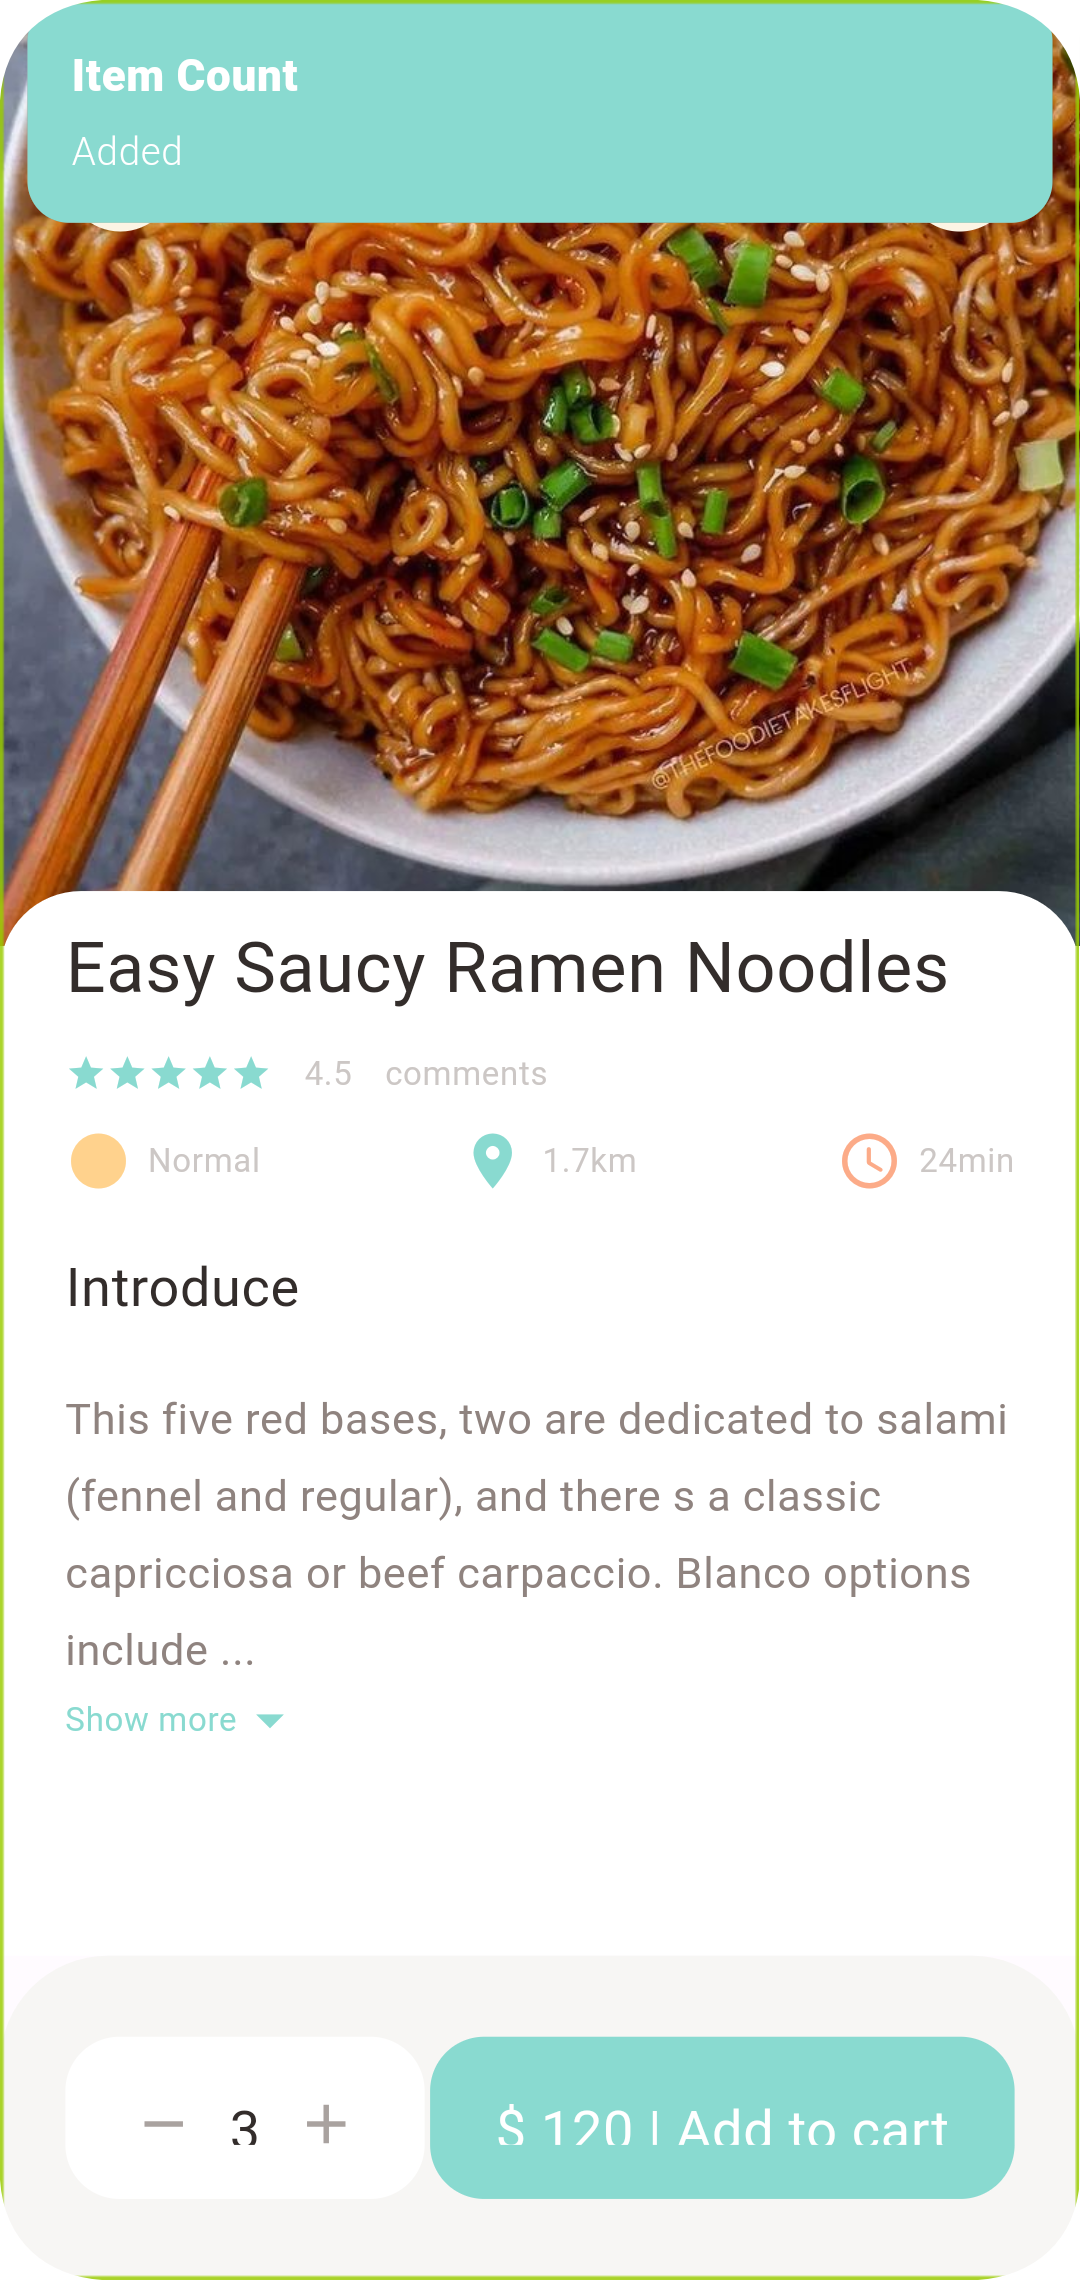 Item Count
Added
@THEFOODIETAKESFLIGHT
Easy Saucy Ramen Noodles
4.5 comments
Normal 1.7km 24min
Introduce
This five red bases, two are dedicated to salami
(fennel and regular), and there s a classic
capricciosa or beef carpaccio. Blanco options
include ...
Show more
3 $ 120 | Add to cart